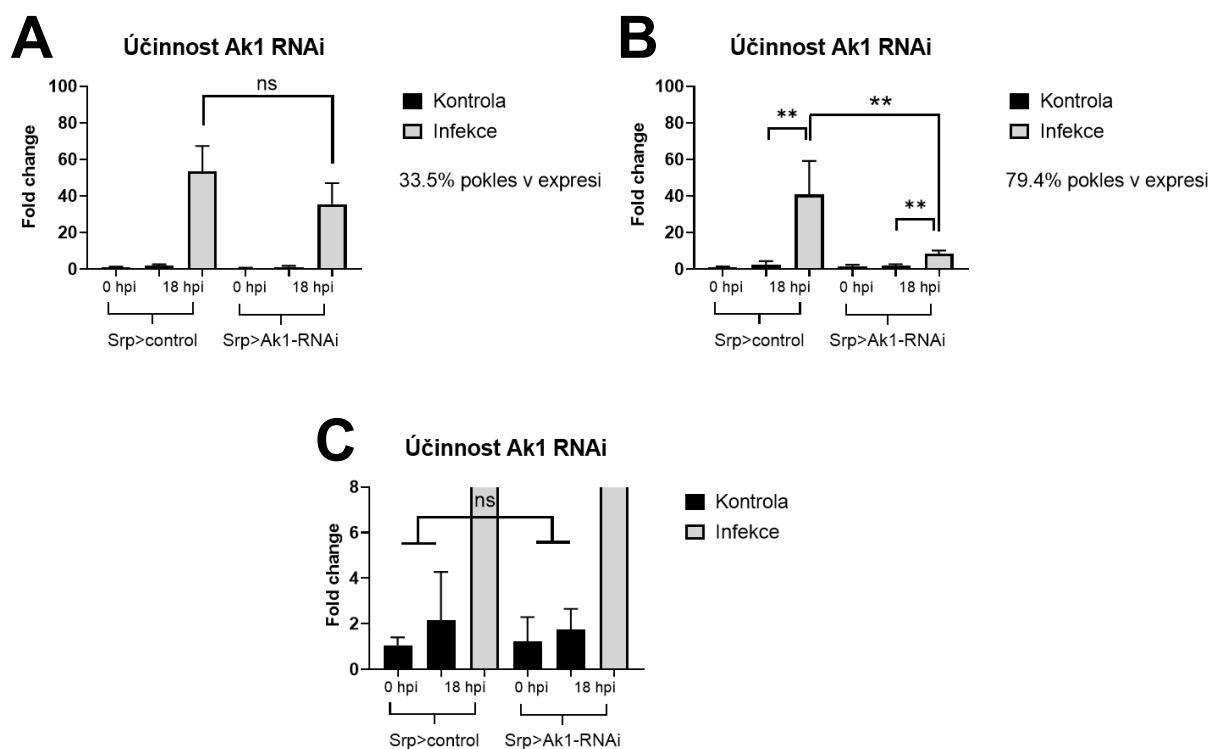 A
Účinnost Ak1 RNAi
100
80
60
40
20
0
Fold change
ns
Kontrola
Infekce
33.5% pokles v expresi
0 hpi
18 hpi
0 hpi
18 hpi
Srp>control
Srp>Ak1-RNAi
B
Účinnost Ak1 RNAi
100
80
60
40
20
0
Fold change
**
**
**
Kontrola
Infekce
79.4% pokles v expresi
0 hpi
18 hpi
0 hpi
18 hpi
Srp>control
Srp>Ak1-RNAi
C
Účinnost Ak1 RNAi
8
6
4
2
0
Fold change
ns
Kontrola
Infekce
0 hpi
18 hpi
0 hpi
18 hpi
Srp>control
Srp>Ak1-RNAi